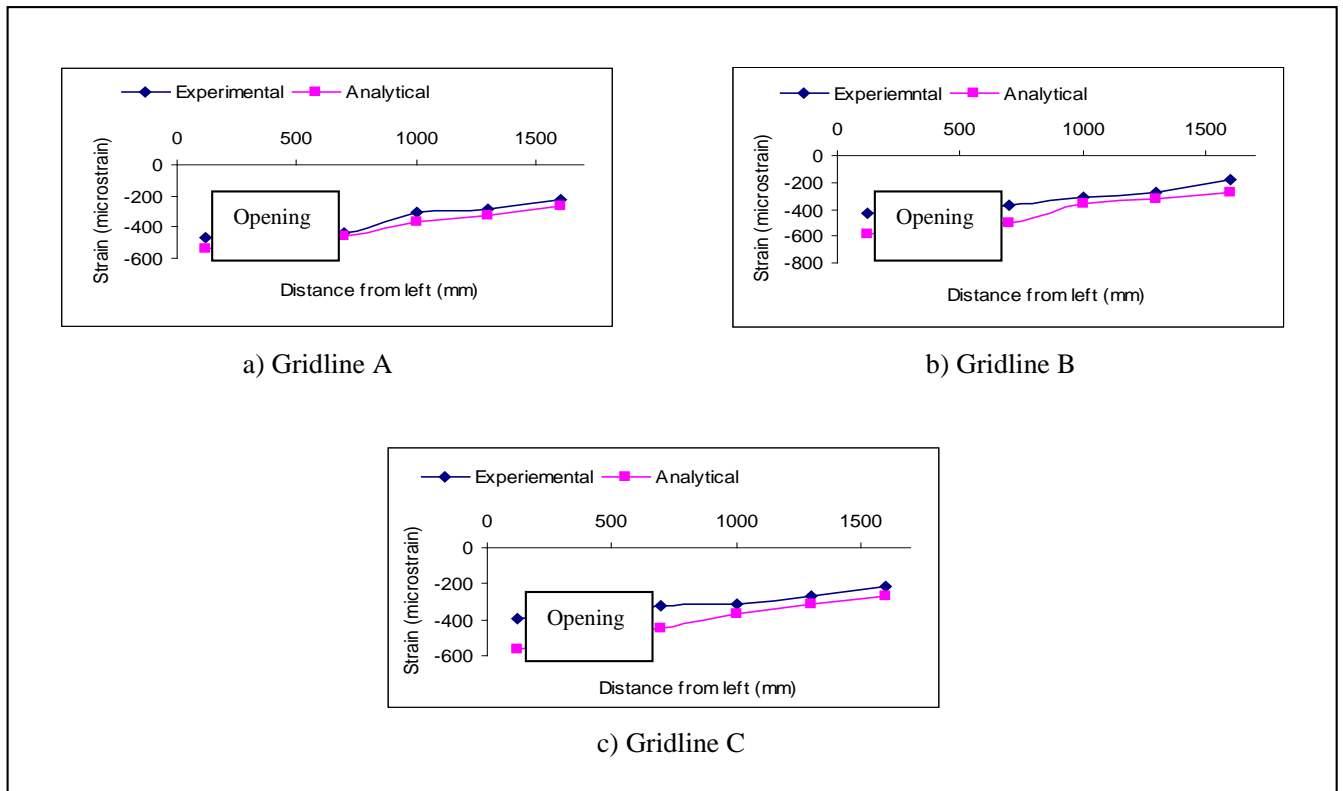 Experimental Analytical
0 500 1000 1500
0
-200
-400
-600
Strain (microstrain)
Opening
Distance from left (mm)
a) Gridline A
Experiemntal Analytical
0 500 1000 1500
0
-200
-400
-600
-800
Strain (microstrain)
Opening
Distance from left (mm)
b) Gridline B
Experiemental Analytical
0 500 1000 1500
0
-200
-400
-600
Strain (microstrain)
Opening
Distance from left (mm)
c) Gridline C